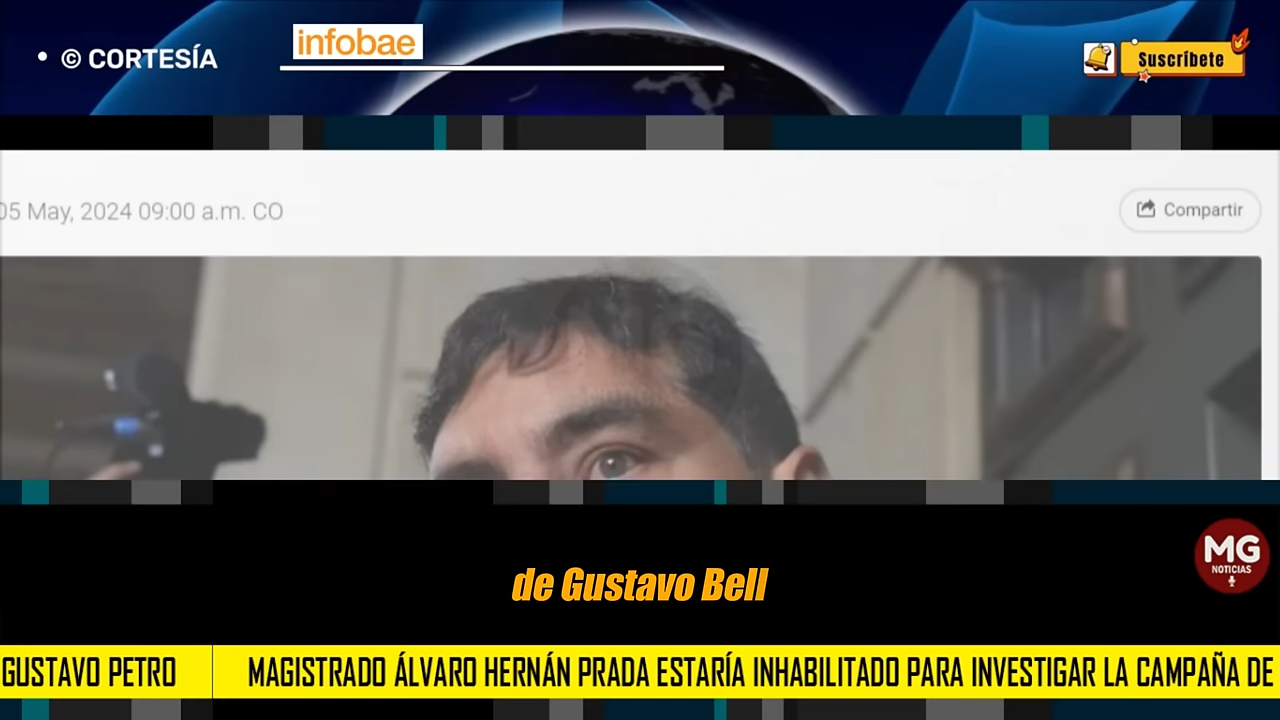 • © CORTESÍA
infobae
Suscríbete
05 May, 2024 09:00 a.m. CO
Compartir
de Gustavo Bell
MG
NOTICIAS
GUSTAVO PETRO
MAGISTRADO ÁLVARO HERNÁN PRADA ESTARÍA INHABILITADO PARA INVESTIGAR LA CAMPAÑA DE